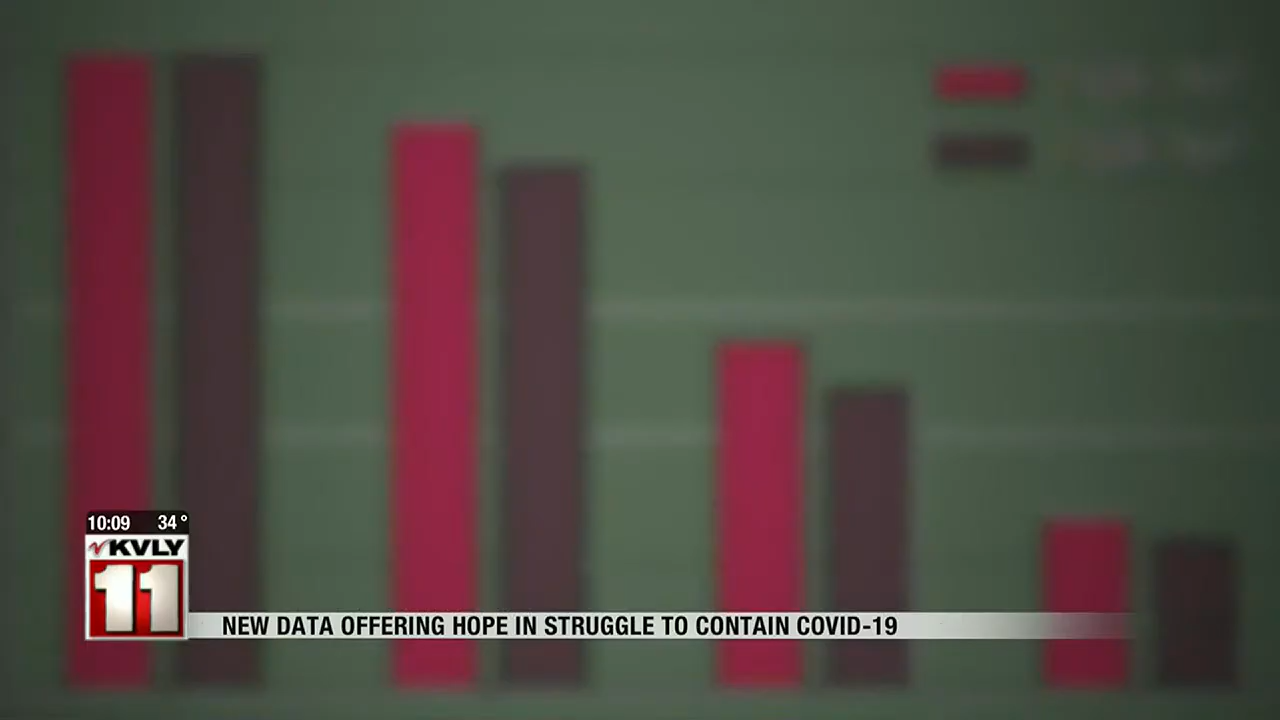 10:09 34°
KVLY
11
NEW DATA OFFERING HOPE IN STRUGGLE TO CONTAIN COVID-19